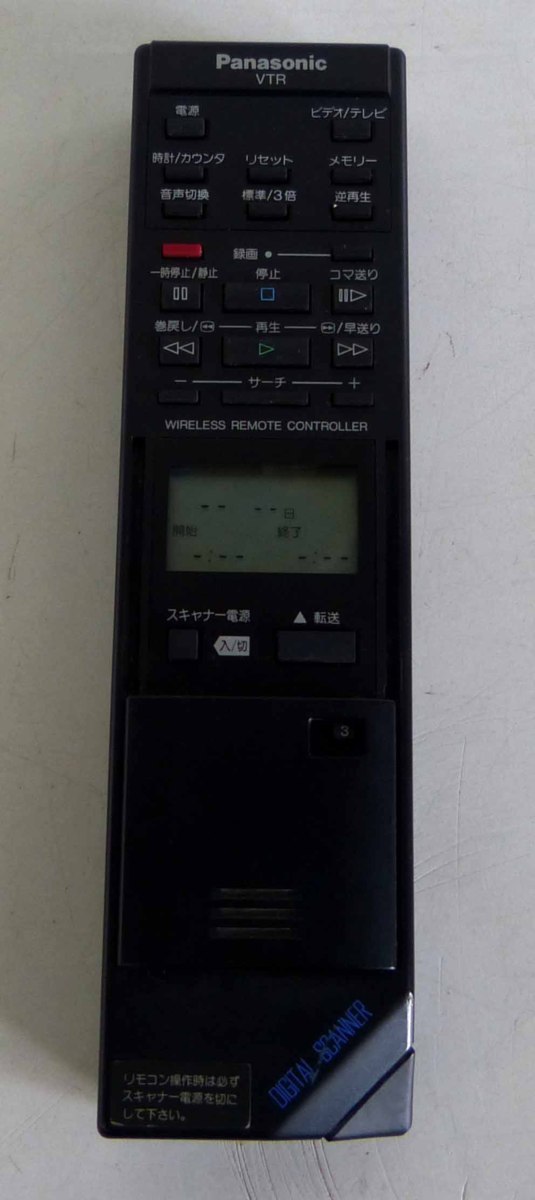 Panasonic
VTR
電源 ビデオ/テレビ
時計/カウンタ リセット メモリー
音声切換 標準/3倍 逆再生
録画
一時停止/静止 停止 コマ送り
巻戻し/ 再生 /早送り
− サーチ +
WIRELESS REMOTE CONTROLLER
-- --
開始 終了
-:-- -:--
スキャナー電源 ▲ 転送
入/切
3
DIGITAL SCANNER
リモコン操作時は必ず
スキャナー電源を切に
して下さい。